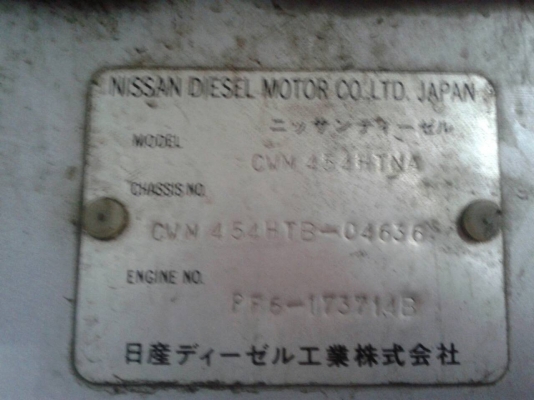 NISSAN DIESEL MOTOR CO.,LTD. JAPAN
ニッサンディーゼル
MODEL
CWM 454HTNA
CHASSIS NO.
CWM 454HTB-04636
ENGINE NO.
PF6-173714B
日産ディーゼル工業株式会社